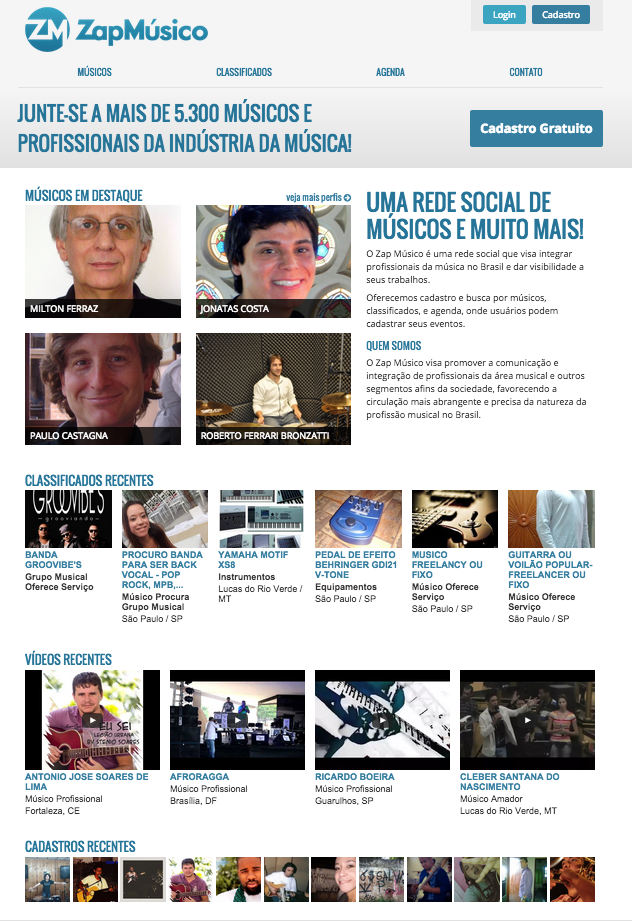 ZM ZapMúsico
Login
Cadastro
MÚSICOS
CLASSIFICADOS
AGENDA
CONTATO
JUNTE-SE A MAIS DE 5.300 MÚSICOS E
PROFISSIONAIS DA INDÚSTRIA DA MÚSICA!
Cadastro Gratuito
MÚSICOS EM DESTAQUE
veja mais perfis
MILTON FERRAZ
JONATAS COSTA
PAULO CASTAGNA
ROBERTO FERRARI BRONZATTI
UMA REDE SOCIAL DE
MÚSICOS E MUITO MAIS!
O Zap Músico é uma rede social que visa integrar
profissionais da música no Brasil e dar visibilidade a
seus trabalhos.
Oferecemos cadastro e busca por músicos,
classificados, e agenda, onde usuários podem
cadastrar seus eventos.
QUEM SOMOS
O Zap Músico visa promover a comunicação e
integração de profissionais da área musical e outros
segmentos afins da sociedade, favorecendo a
circulação mais abrangente e precisa da natureza da
profissão musical no Brasil.
CLASSIFICADOS RECENTES
GROOVIBE'S
grooviando
BANDA
GROOVIBE'S
Grupo Musical
Oferece Serviço
PROCURO BANDA
PARA SER BACK
VOCAL - POP
ROCK, MPB,...
Músico Procura
Grupo Musical
São Paulo / SP
YAMAHA MOTIF
XS8
Instrumentos
Lucas do Rio Verde /
MT
PEDAL DE EFEITO
BEHRINGER GDI21
V-TONE
Equipamentos
São Paulo / SP
MUSICO
FREELANCY OU
FIXO
Músico Oferece
Serviço
São Paulo / SP
GUITARRA OU
VOILÃO POPULAR-
FREELANCER OU
FIXO
Músico Oferece
Serviço
São Paulo / SP
VÍDEOS RECENTES
EU SEI
LEGIÃO URBANA
BY STENIO SOARES
ANTONIO JOSE SOARES DE
LIMA
Músico Profissional
Fortaleza, CE
AFRORAGGA
Músico Profissional
Brasília, DF
RICARDO BOEIRA
Músico Profissional
Guarulhos, SP
CLEBER SANTANA DO
NASCIMENTO
Músico Amador
Lucas do Rio Verde, MT
CADASTROS RECENTES